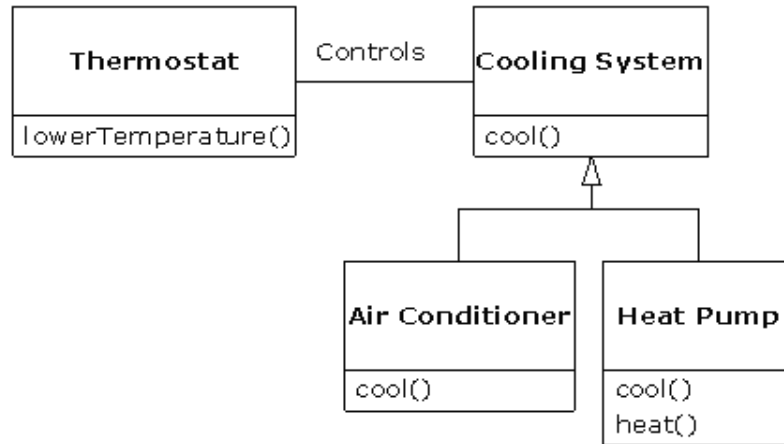 Thermostat
Controls
Cooling System
lowerTemperature()
cool()
Air Conditioner
Heat Pump
cool()
cool()
heat()